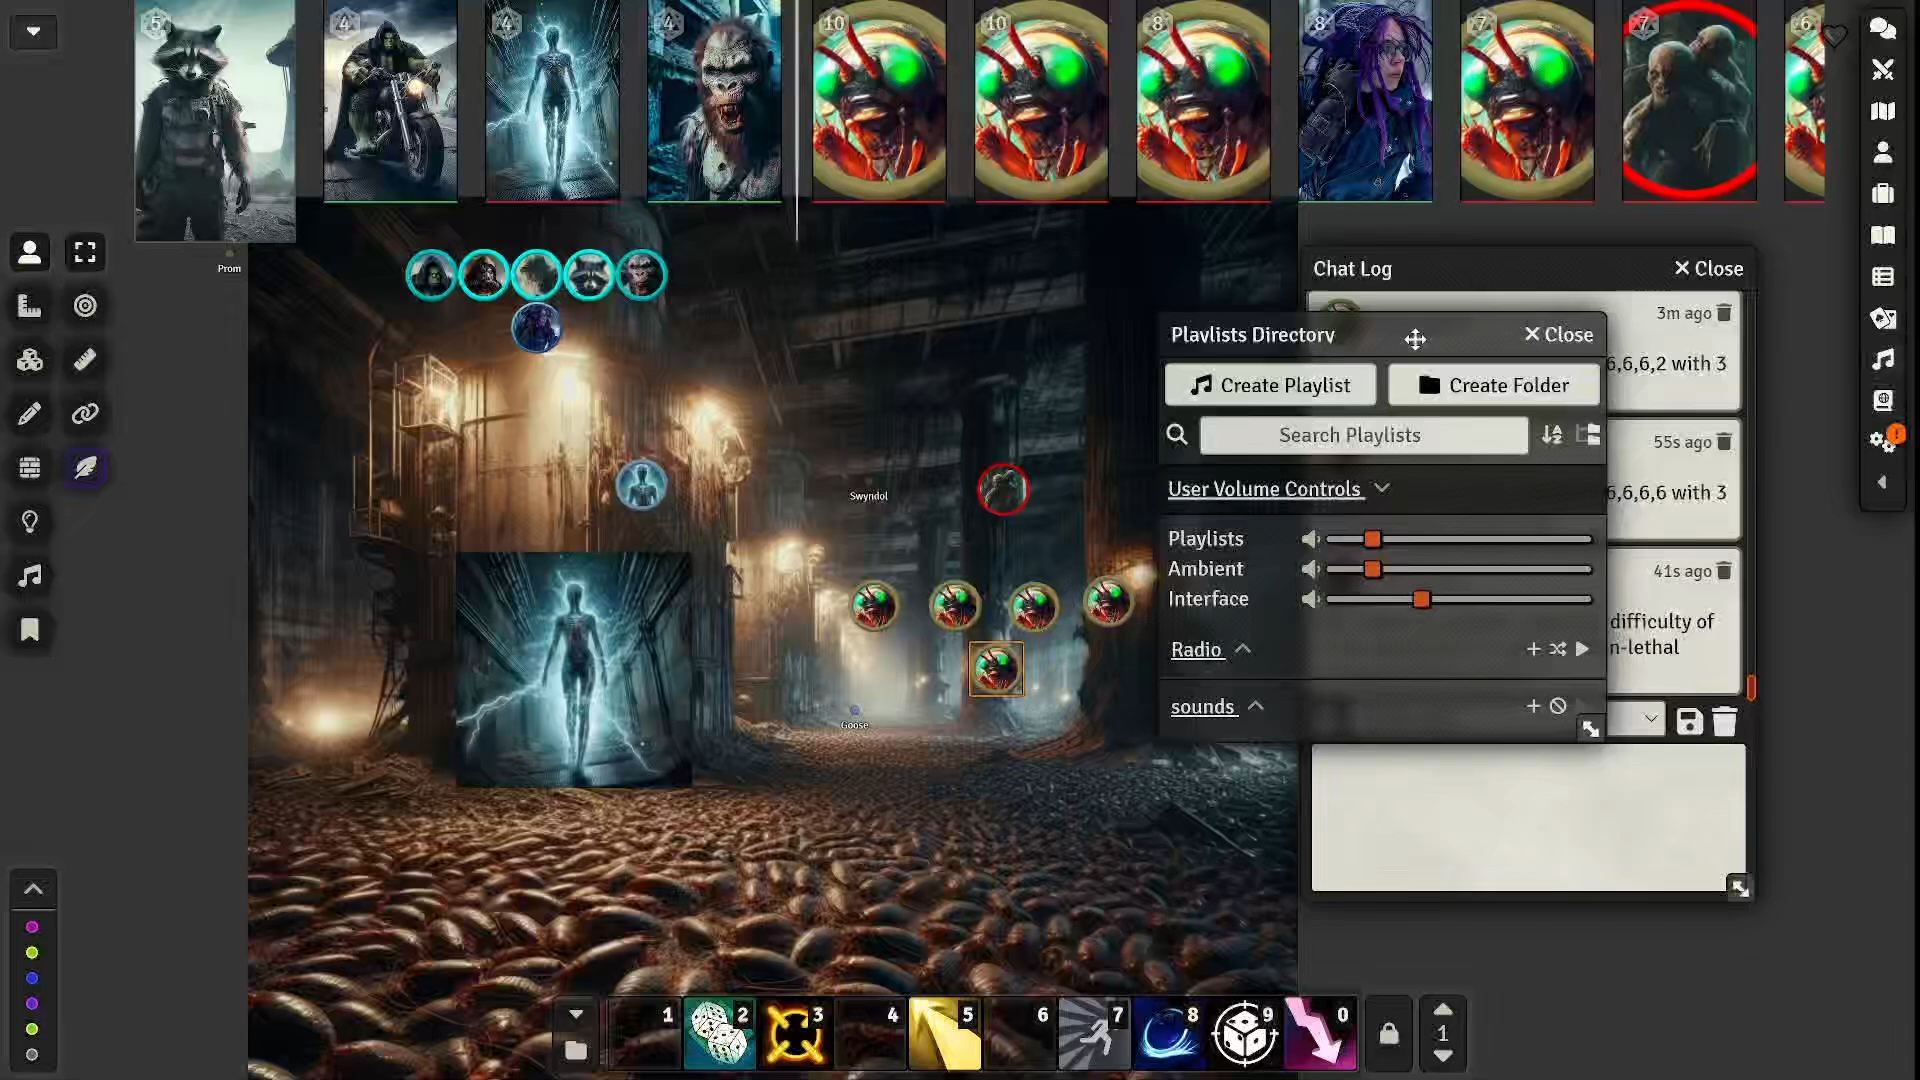 5
4
4
4
10
10
8
8
7
7
6
Prom
Chat Log
Close
3m ago
6,6,6,2 with 3
55s ago
6,6,6,6 with 3
41s ago
difficulty of
n-lethal
Playlists Directory
Close
Create Playlist
Create Folder
Search Playlists
User Volume Controls
Playlists
Ambient
Interface
Radio
sounds
Swyndol
Goose
1
2
3
4
5
6
7
8
9
0
1